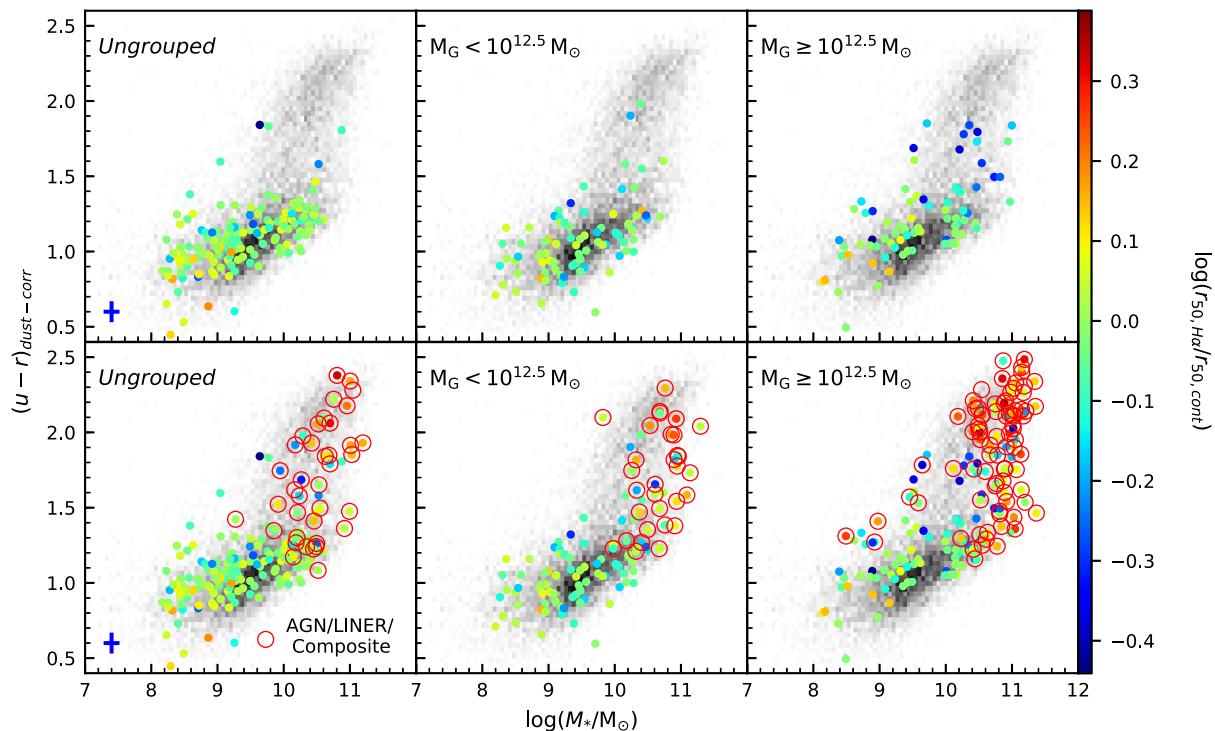 Ungrouped
M_G < 10^12.5 M_⊙
M_G ≥ 10^12.5 M_⊙
2.5
2.0
1.5
1.0
0.5
Ungrouped
M_G < 10^12.5 M_⊙
M_G ≥ 10^12.5 M_⊙
2.5
2.0
1.5
1.0
0.5
(u − r)_dust−corr
AGN/LINER/
Composite
7 8 9 10 11 7 8 9 10 11 7 8 9 10 11 12
log(M_*/M_⊙)
0.3
0.2
0.1
0.0
−0.1
−0.2
−0.3
−0.4
log(r_50,Hα/r_50,cont)